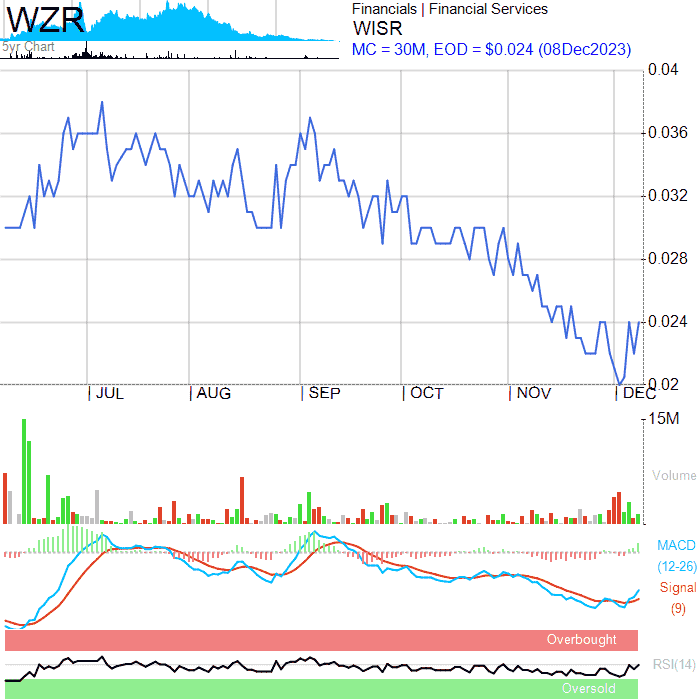 WZR
5yr Chart
Financials | Financial Services
WISR
MC = 30M, EOD = $0.024 (08Dec2023)
0.04
0.036
0.032
0.028
0.024
0.02
JUL
AUG
SEP
OCT
NOV
DEC
15M
Volume
MACD
(12-26)
Signal
(9)
Overbought
RSI(14)
Oversold